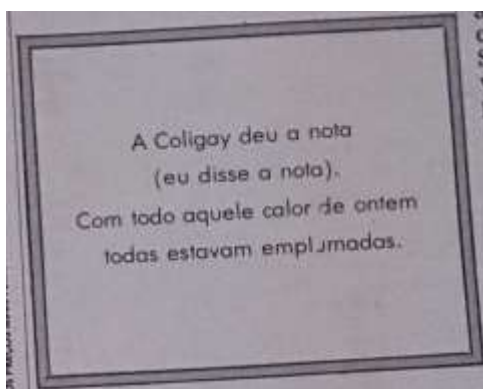 A Coligay deu a nota
(eu disse a nota).
Com todo aquele calor de ontem
todas estavam emplumadas.